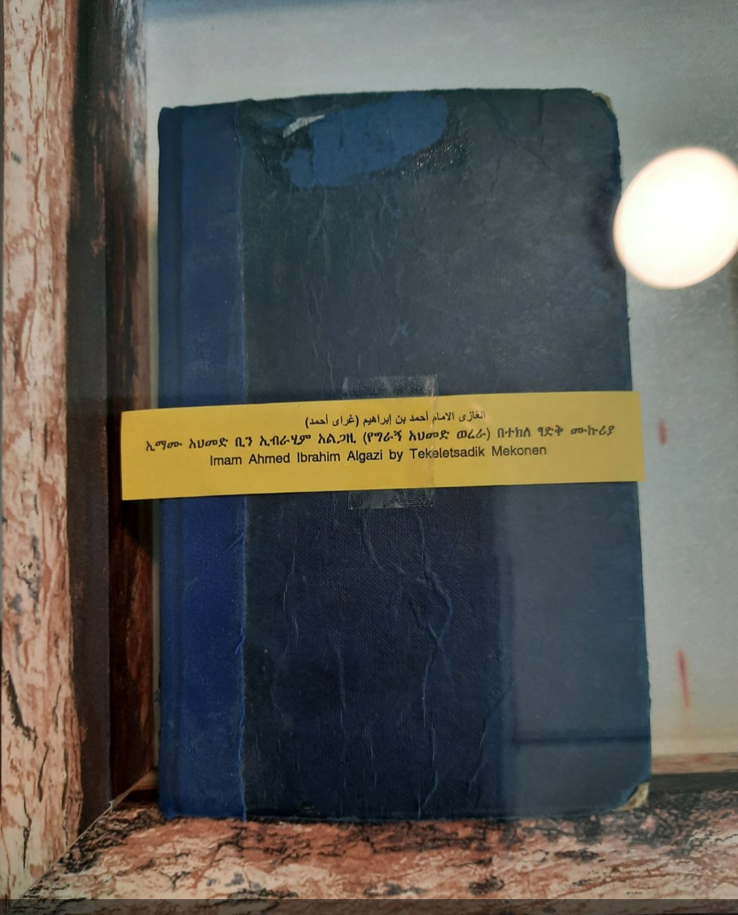 الغازى الامام أحمد بن إبراهيم (غراى أحمد)
ኢማሙ አህመድ ቢን ኢብራሂም አልጋዚ (የግራኝ አህመድ ወረራ) በተክለ ፃድቅ ሙኩሪያ
Imam Ahmed Ibrahim Algazi by Tekeletsadik Mekonen